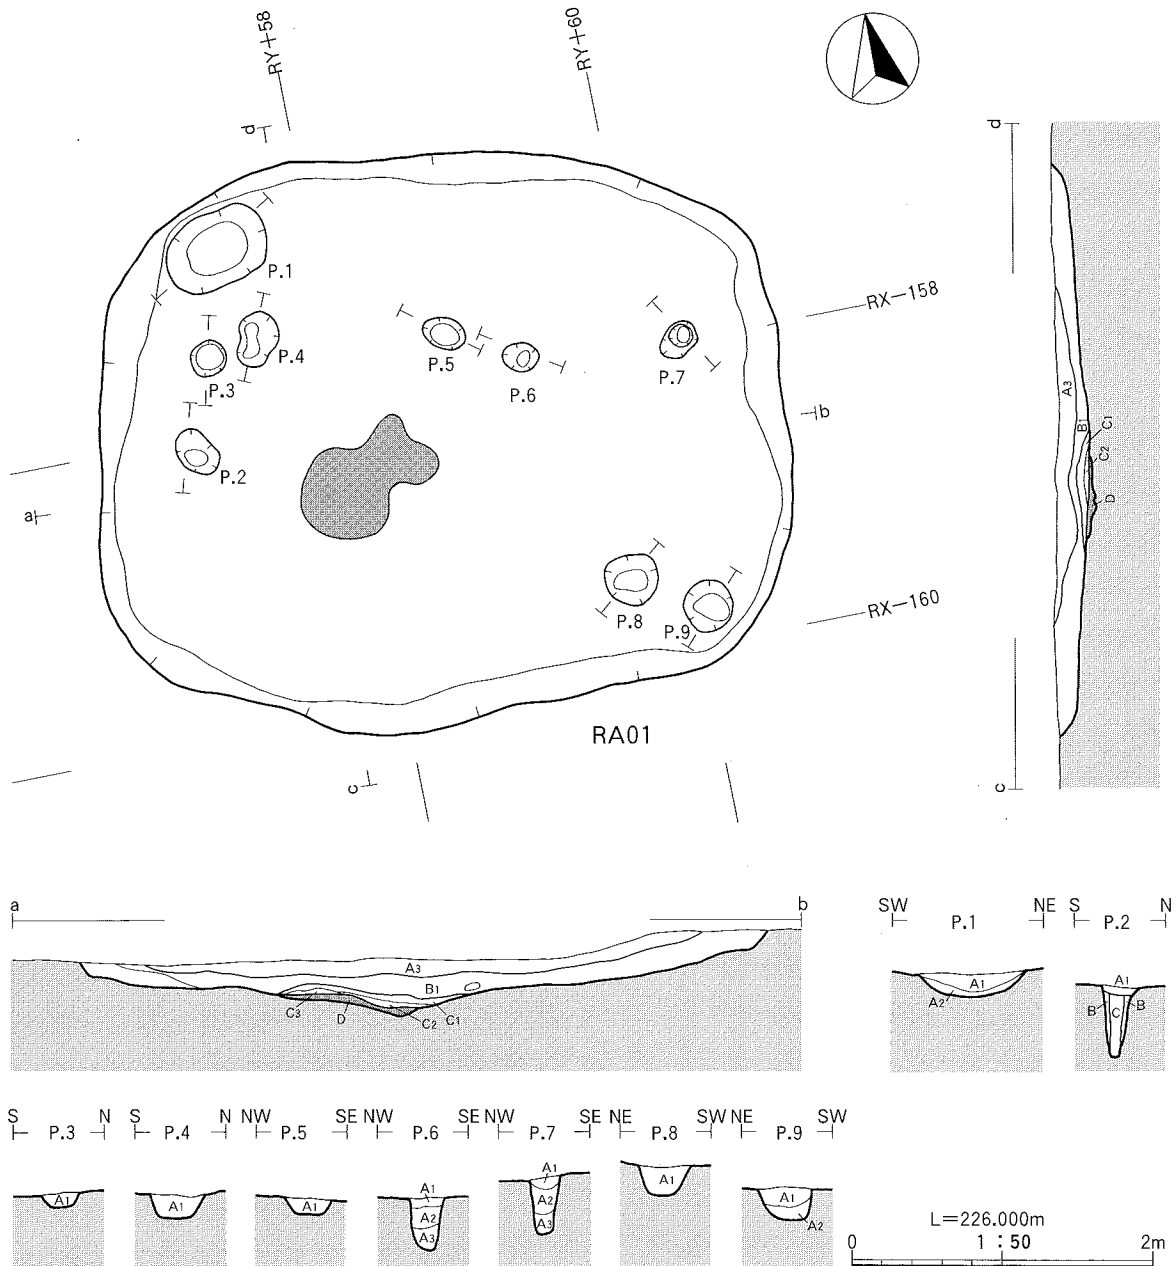 RY+58
RY+60
d
d
P.1
RX-158
P.4
P.5
P.3
P.6
P.7
b
P.2
a
A3
B1
C1
C2
D
P.8
P.9
RX-160
RA01
c
c
a
b
A3
B1
C3
D
C2
C1
SW P.1 NE
A1
A2
S P.2 N
A1
B
C
B
S P.3 N
A1
S P.4 N
A1
NW P.5 SE
A1
NW P.6 SE
A1
A2
A3
NW P.7 SE
A1
A2
A3
NE P.8 SW
A1
NE P.9 SW
A1
A2
L=226.000m
1:50
0 2m